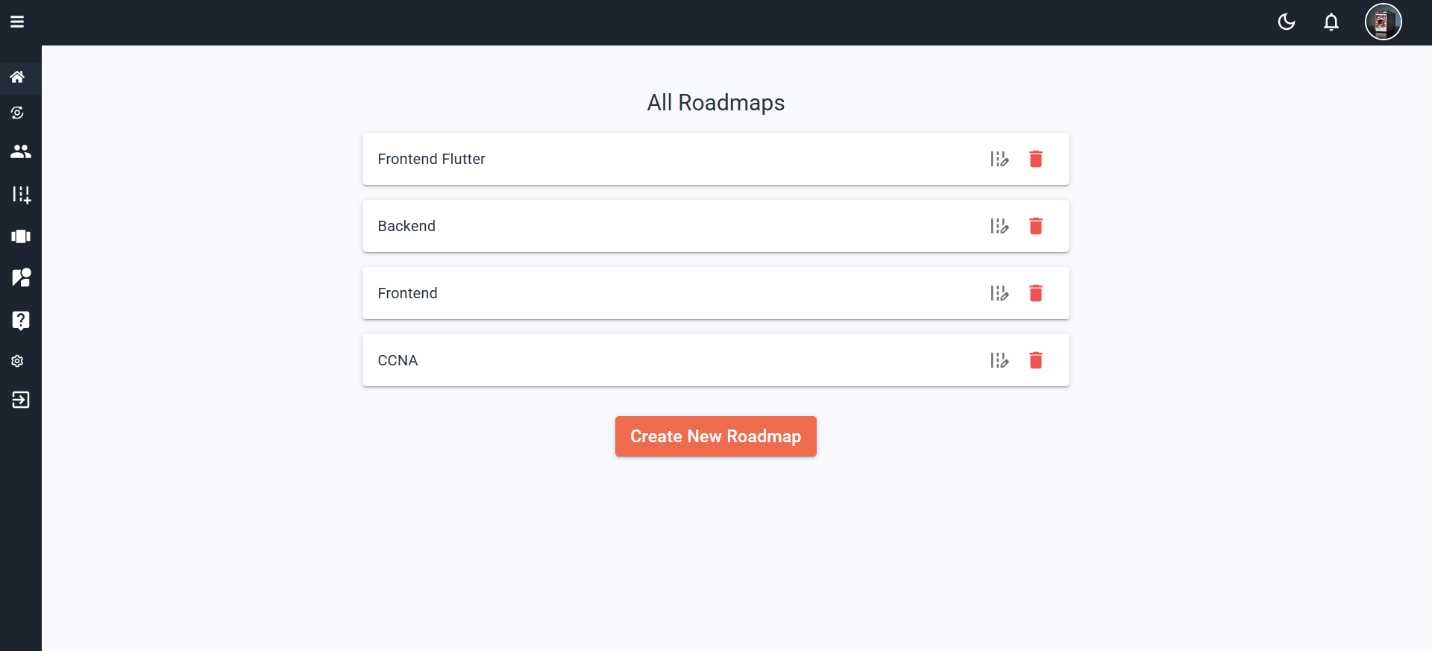 All Roadmaps
Frontend Flutter
Backend
Frontend
CCNA
Create New Roadmap